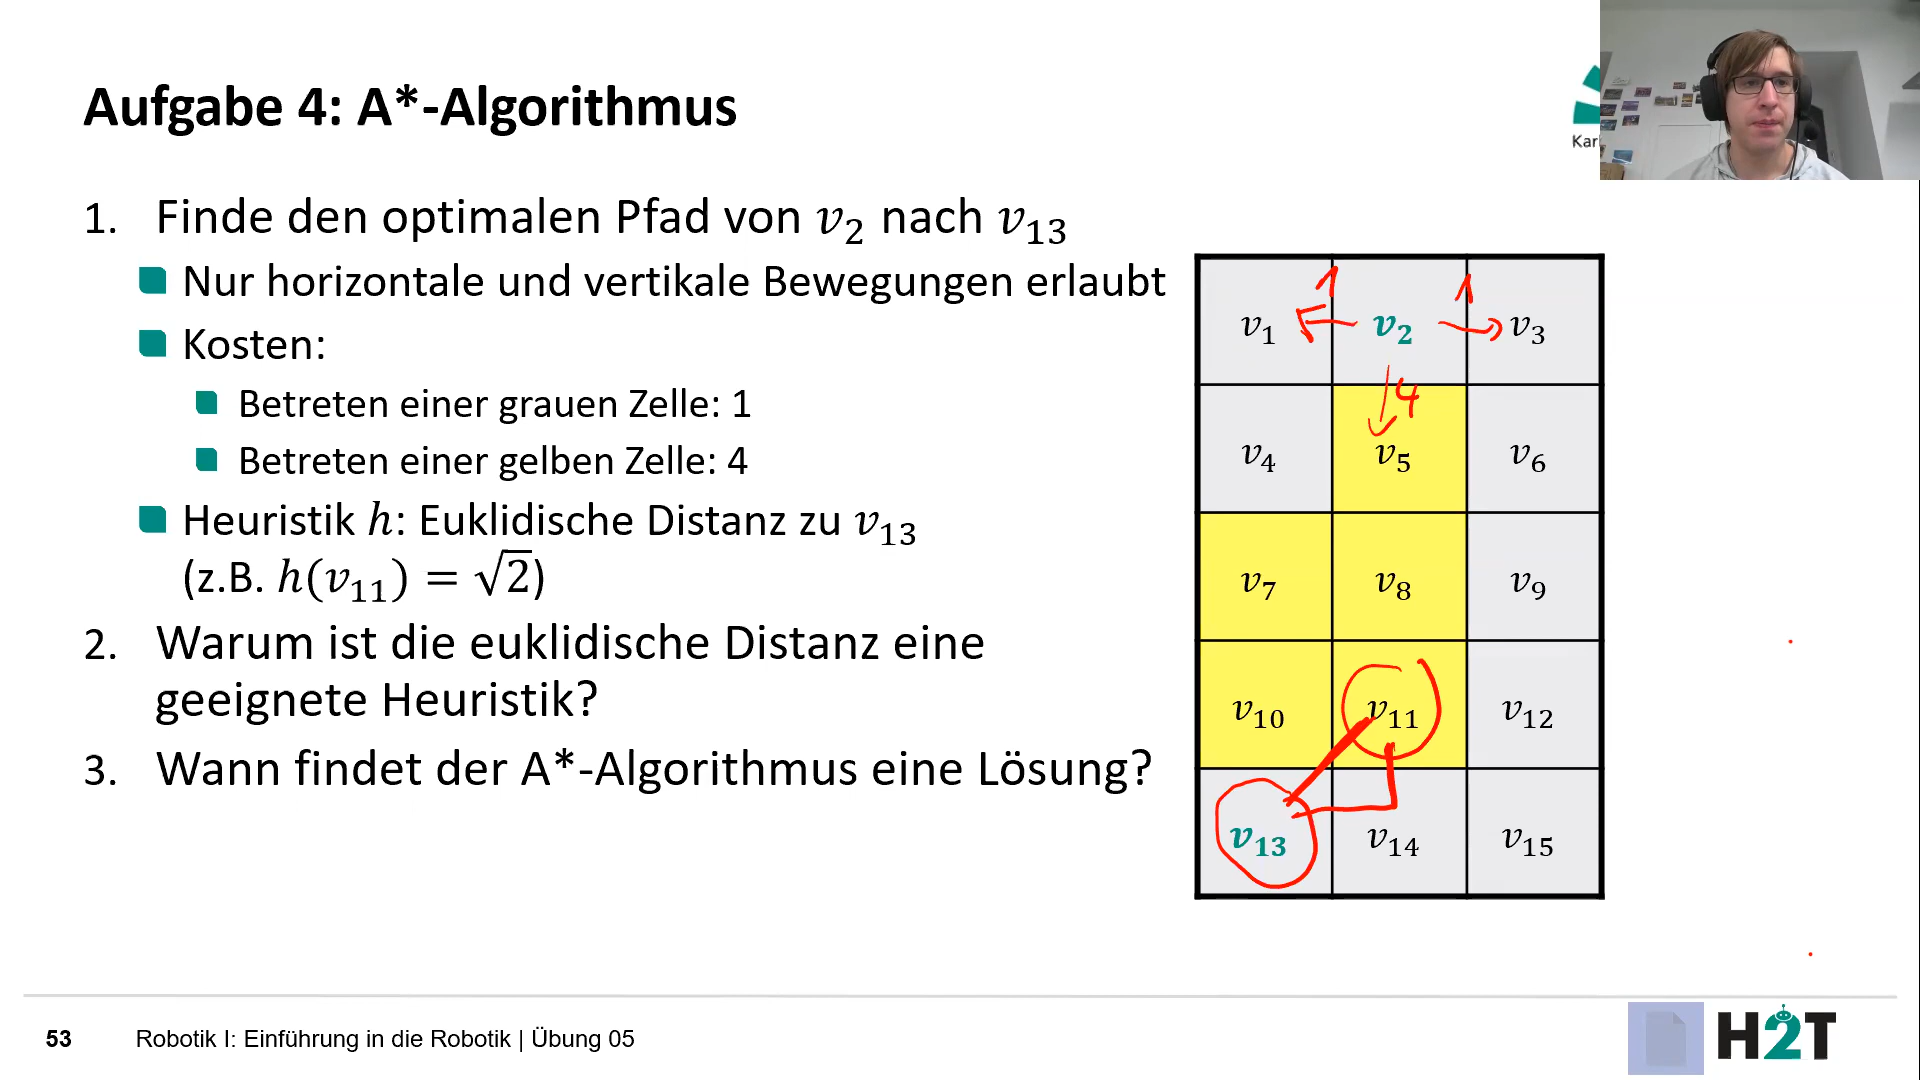 Aufgabe 4: A*-Algorithmus
Kar
1. Finde den optimalen Pfad von v₂ nach v₁₃
Nur horizontale und vertikale Bewegungen erlaubt
Kosten:
Betreten einer grauen Zelle: 1
Betreten einer gelben Zelle: 4
Heuristik h: Euklidische Distanz zu v₁₃
(z.B. h(v₁₁) = √2)
2. Warum ist die euklidische Distanz eine
geeignete Heuristik?
3. Wann findet der A*-Algorithmus eine Lösung?
1 1
v₁ v₂ v₃
4
v₄ v₅ v₆
v₇ v₈ v₉
v₁₀ v₁₁ v₁₂
v₁₃ v₁₄ v₁₅
53 Robotik I: Einführung in die Robotik | Übung 05
H2T